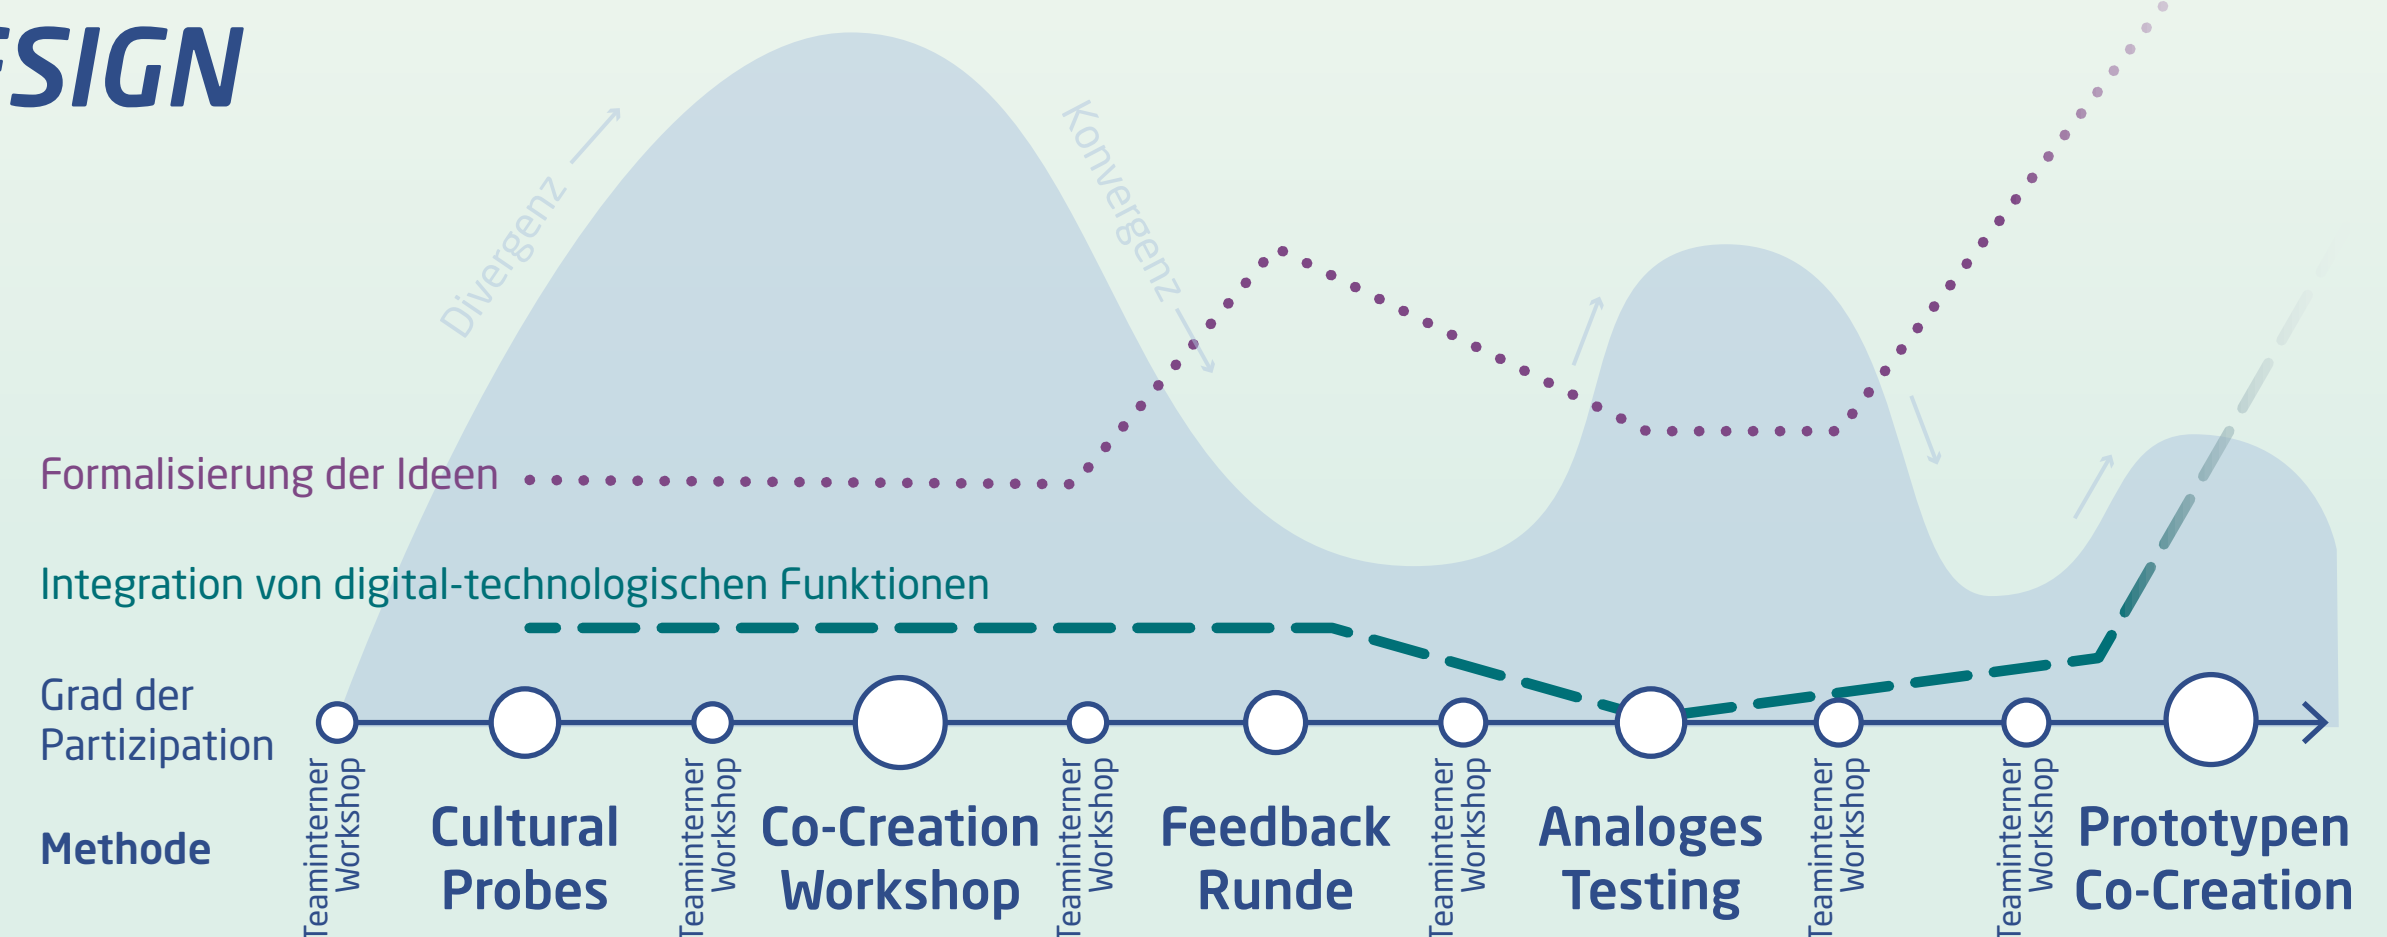 ESIGN
Divergenz
Konvergenz
Formalisierung der Ideen
Integration von digital-technologischen Funktionen
Grad der
Partizipation
Methode
Teaminterner
Workshop
Cultural
Probes
Teaminterner
Workshop
Co-Creation
Workshop
Teaminterner
Workshop
Feedback
Runde
Teaminterner
Workshop
Analoges
Testing
Teaminterner
Workshop
Teaminterner
Workshop
Prototypen
Co-Creation